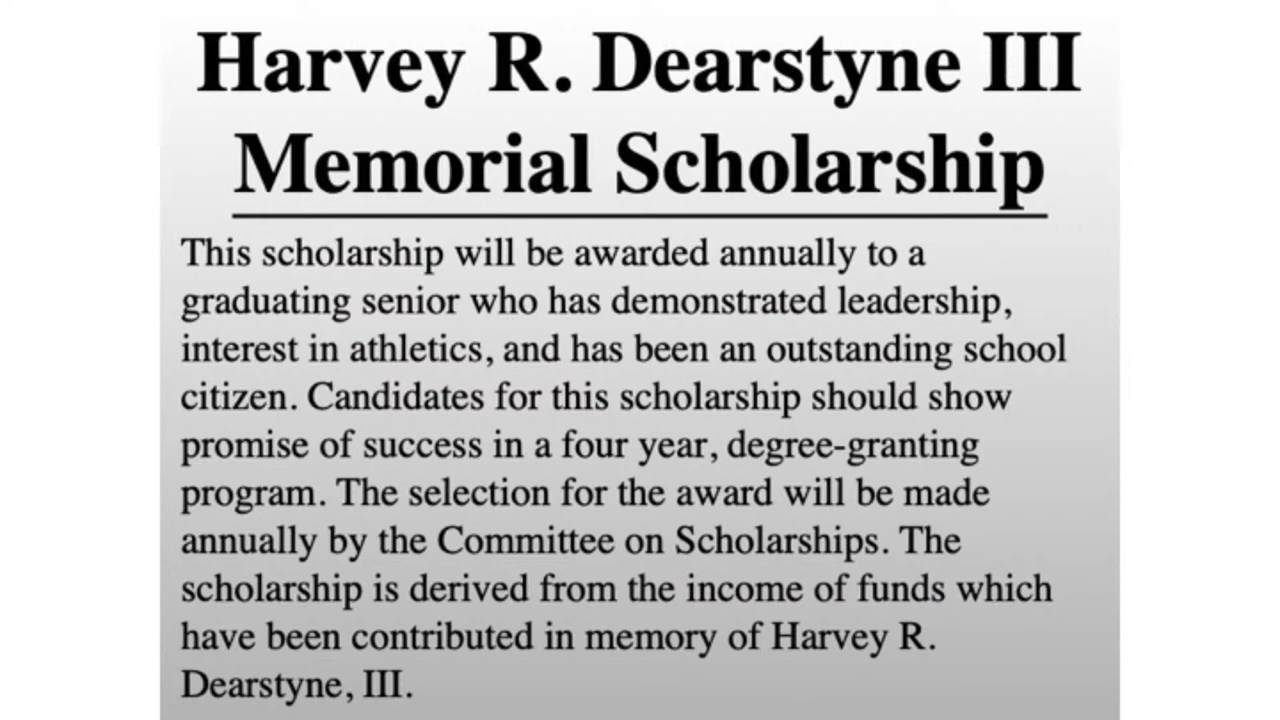 Harvey R. Dearstyne III
Memorial Scholarship
This scholarship will be awarded annually to a
graduating senior who has demonstrated leadership,
interest in athletics, and has been an outstanding school
citizen. Candidates for this scholarship should show
promise of success in a four year, degree-granting
program. The selection for the award will be made
annually by the Committee on Scholarships. The
scholarship is derived from the income of funds which
have been contributed in memory of Harvey R.
Dearstyne, III.